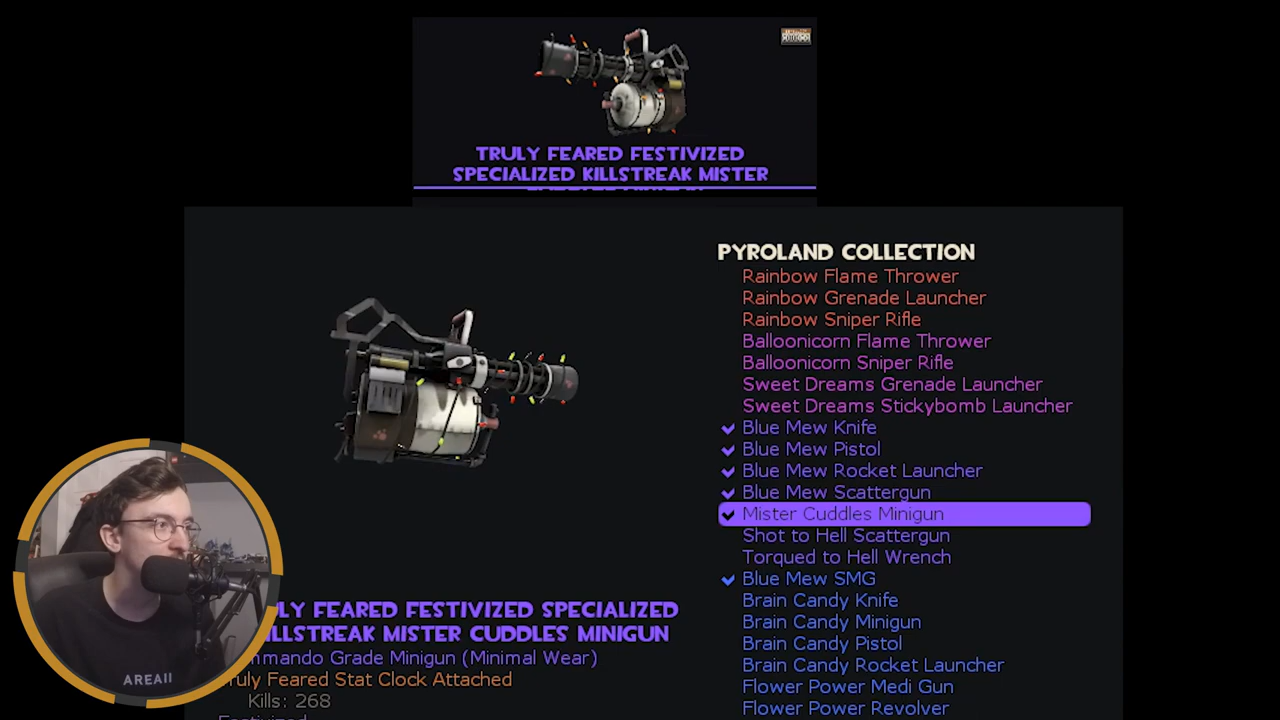 TRULY FEARED FESTIVIZED
SPECIALIZED KILLSTREAK MISTER
PYROLAND COLLECTION
Rainbow Flame Thrower
Rainbow Grenade Launcher
Rainbow Sniper Rifle
Balloonicorn Flame Thrower
Balloonicorn Sniper Rifle
Sweet Dreams Grenade Launcher
Sweet Dreams Stickybomb Launcher
Blue Mew Knife
Blue Mew Pistol
Blue Mew Rocket Launcher
Blue Mew Scattergun
Mister Cuddles Minigun
Shot to Hell Scattergun
Torqued to Hell Wrench
Blue Mew SMG
Brain Candy Knife
Brain Candy Minigun
Brain Candy Pistol
Brain Candy Rocket Launcher
Flower Power Medi Gun
Flower Power Revolver
LY FEARED FESTIVIZED SPECIALIZED
ILLSTREAK MISTER CUDDLES MINIGUN
mmando Grade Minigun (Minimal Wear)
ruly Feared Stat Clock Attached
Kills: 268
Festivized
AREA11